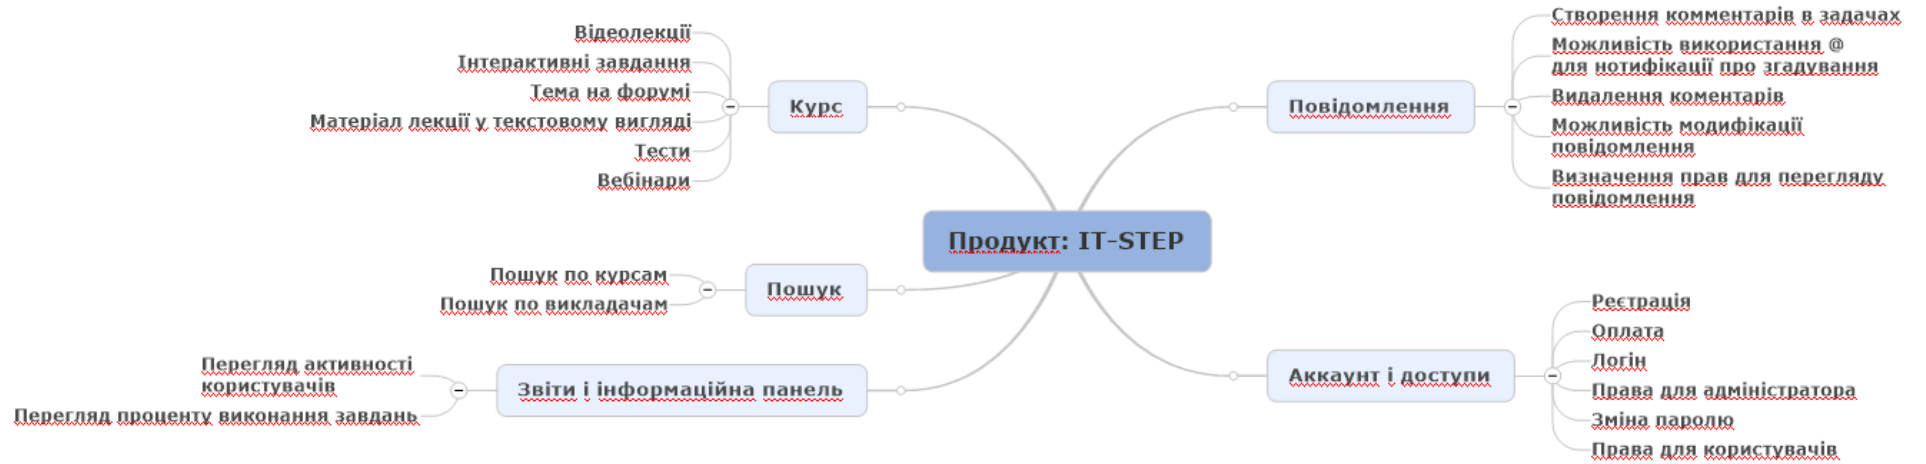 Продукт: IT-STEP
Курс
Відеолекції
Інтерактивні завдання
Тема на форумі
Матеріал лекції у текстовому вигляді
Тести
Вебінари
Пошук
Пошук по курсам
Пошук по викладачам
Звіти і інформаційна панель
Перегляд активності
користувачів
Перегляд проценту виконання завдань
Повідомлення
Створення комментарів в задачах
Можливість використання @
для нотифікації про згадування
Видалення коментарів
Можливість модифікації
повідомлення
Визначення прав для перегляду
повідомлення
Аккаунт і доступи
Реєтрація
Оплата
Логін
Права для адміністратора
Зміна паролю
Права для користувачів